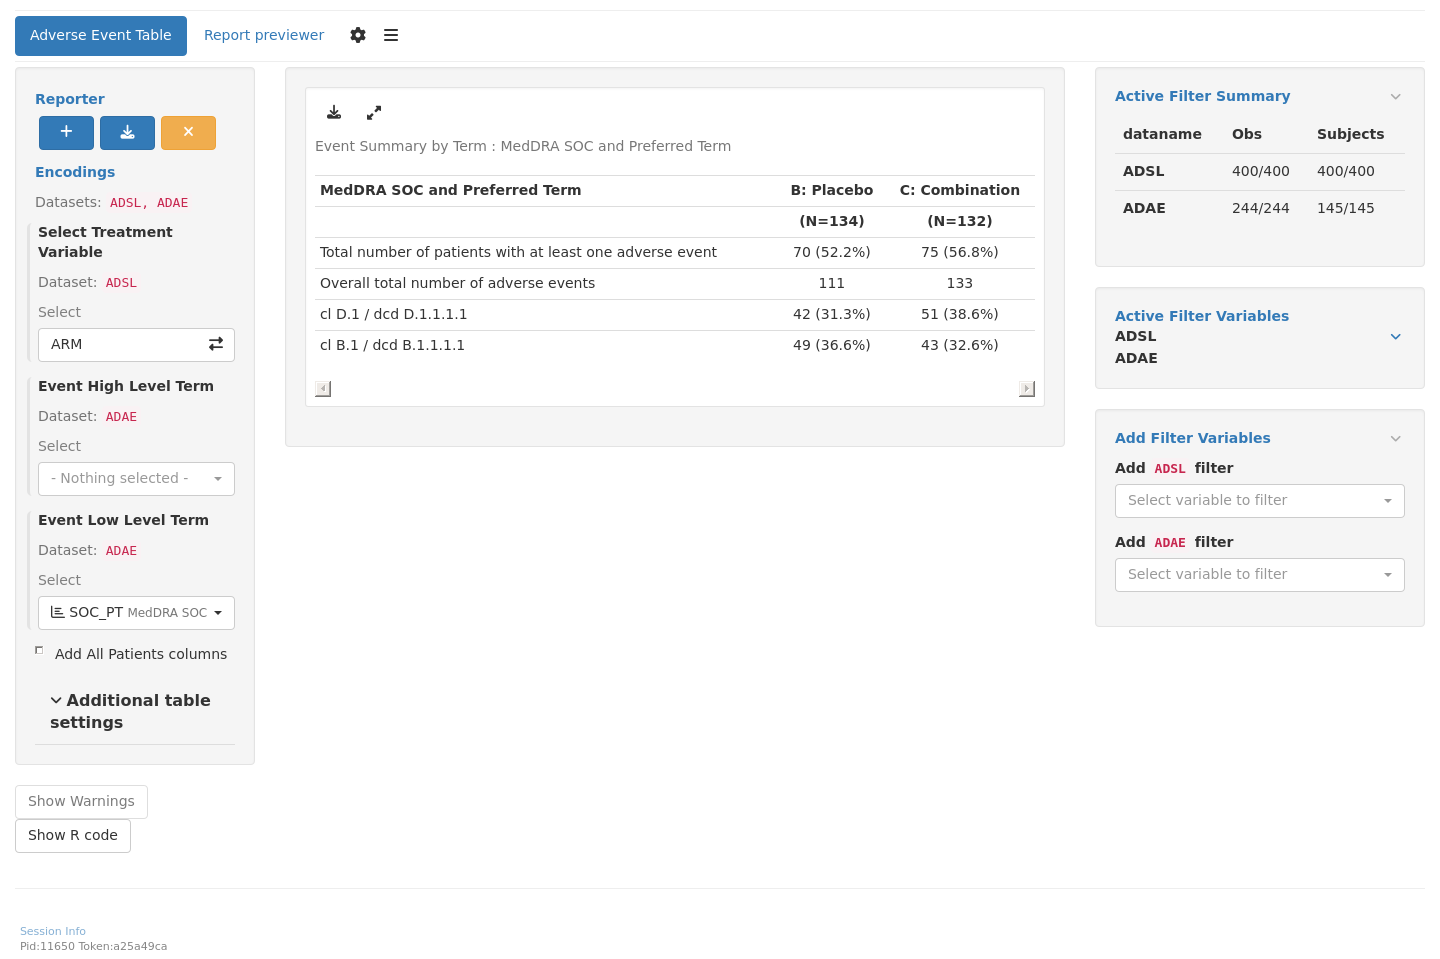 Adverse Event Table
Report previewer
Reporter
Encodings
Datasets: ADSL, ADAE
Select Treatment
Variable
Dataset: ADSL
Select
ARM
Event High Level Term
Dataset: ADAE
Select
- Nothing selected -
Event Low Level Term
Dataset: ADAE
Select
SOC_PT MedDRA SOC
Add All Patients columns
Additional table
settings
Show Warnings
Show R code
Event Summary by Term : MedDRA SOC and Preferred Term
MedDRA SOC and Preferred Term B: Placebo C: Combination
(N=134) (N=132)
Total number of patients with at least one adverse event 70 (52.2%) 75 (56.8%)
Overall total number of adverse events 111 133
cl D.1 / dcd D.1.1.1.1 42 (31.3%) 51 (38.6%)
cl B.1 / dcd B.1.1.1.1 49 (36.6%) 43 (32.6%)
Active Filter Summary
dataname Obs Subjects
ADSL 400/400 400/400
ADAE 244/244 145/145
Active Filter Variables
ADSL
ADAE
Add Filter Variables
Add ADSL filter
Select variable to filter
Add ADAE filter
Select variable to filter
Session Info
Pid:11650 Token:a25a49ca